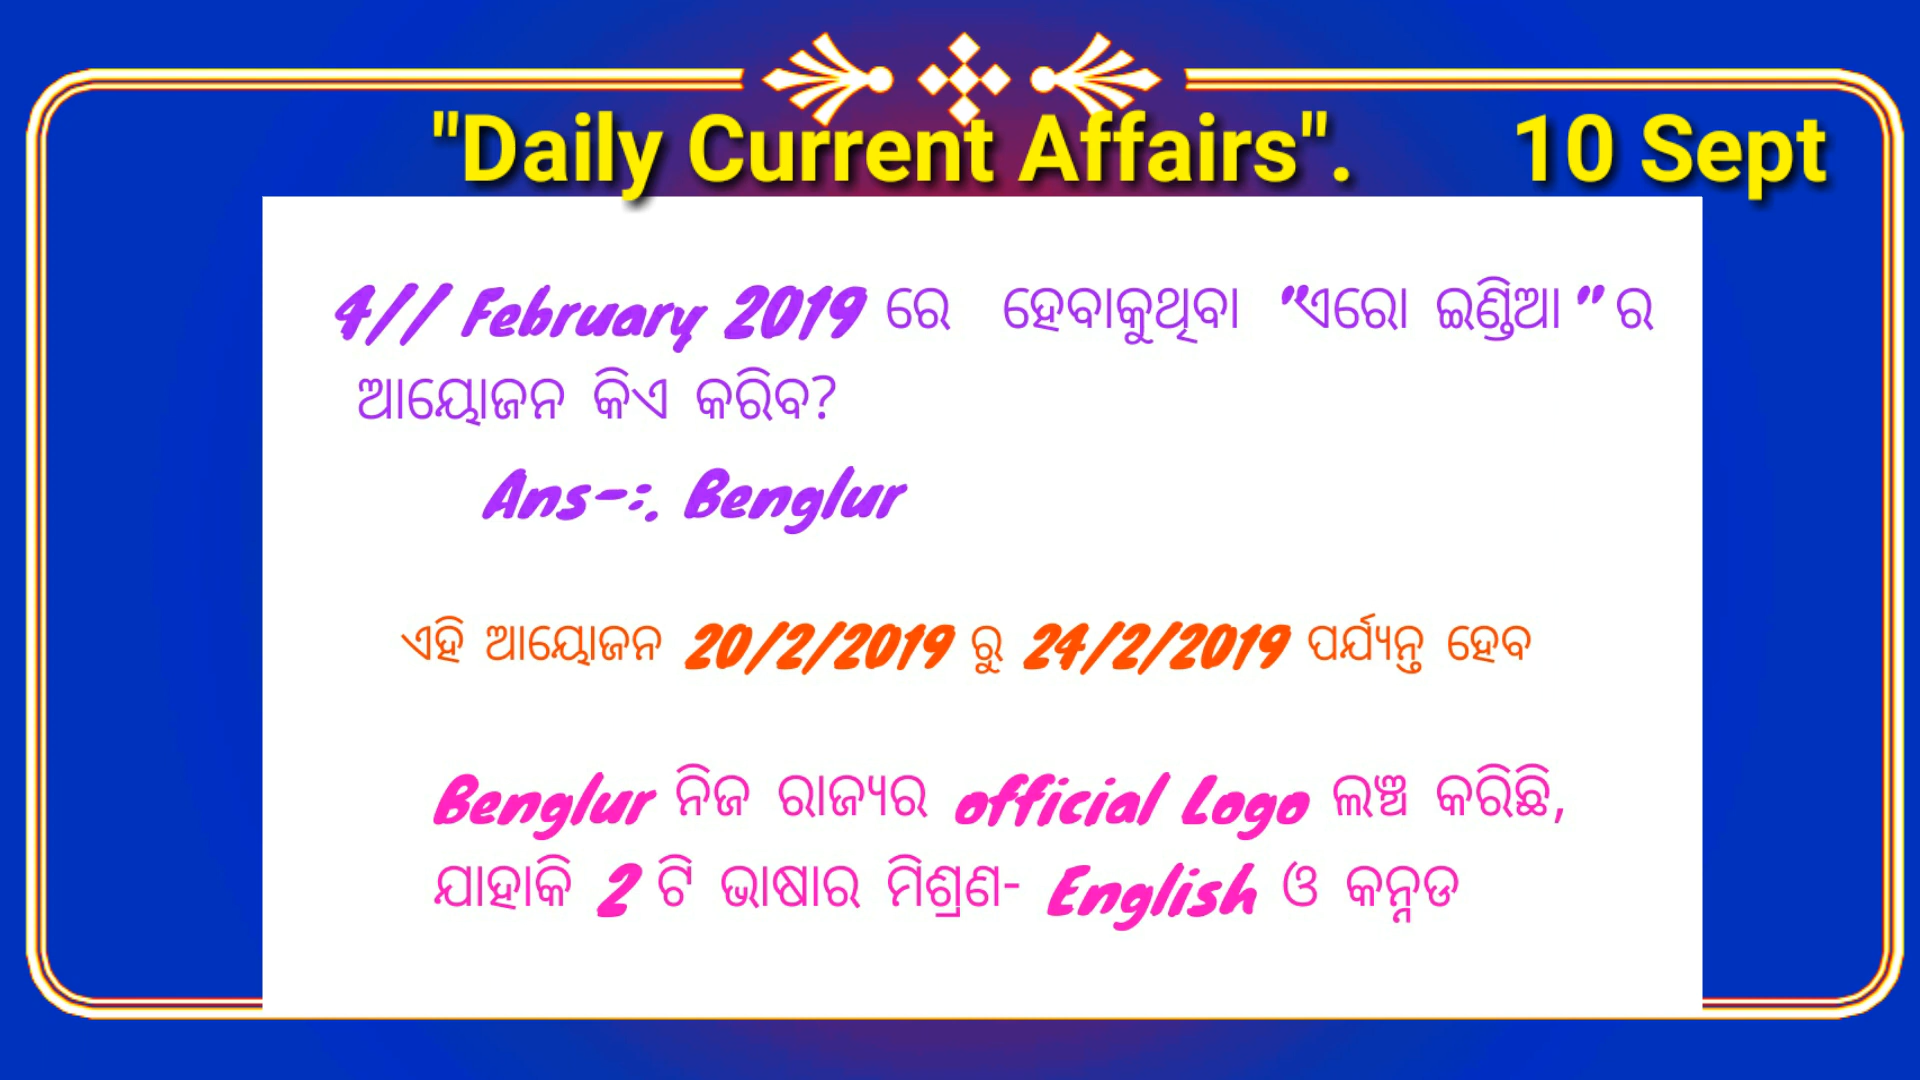 "Daily Current Affairs". 10 Sept
4// February 2019 ରେ ହେବାକୁଥିବା "ଏରୋ ଇଣ୍ଡିଆ" ର
ଆୟୋଜନ କିଏ କରିବ?
Ans-:. Benglur
ଏହି ଆୟୋଜନ 20/2/2019 ରୁ 24/2/2019 ପର୍ଯ୍ୟନ୍ତ ହେବ
Benglur ନିଜ ରାଜ୍ୟର official Logo ଲଞ୍ଚ କରିଛି,
ଯାହାକି 2 ଟି ଭାଷାର ମିଶ୍ରଣ- English ଓ କନ୍ନଡ